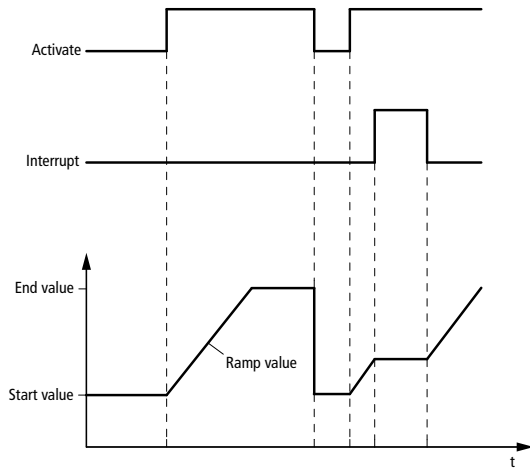 Activate
Interrupt
End value
Ramp value
Start value
t